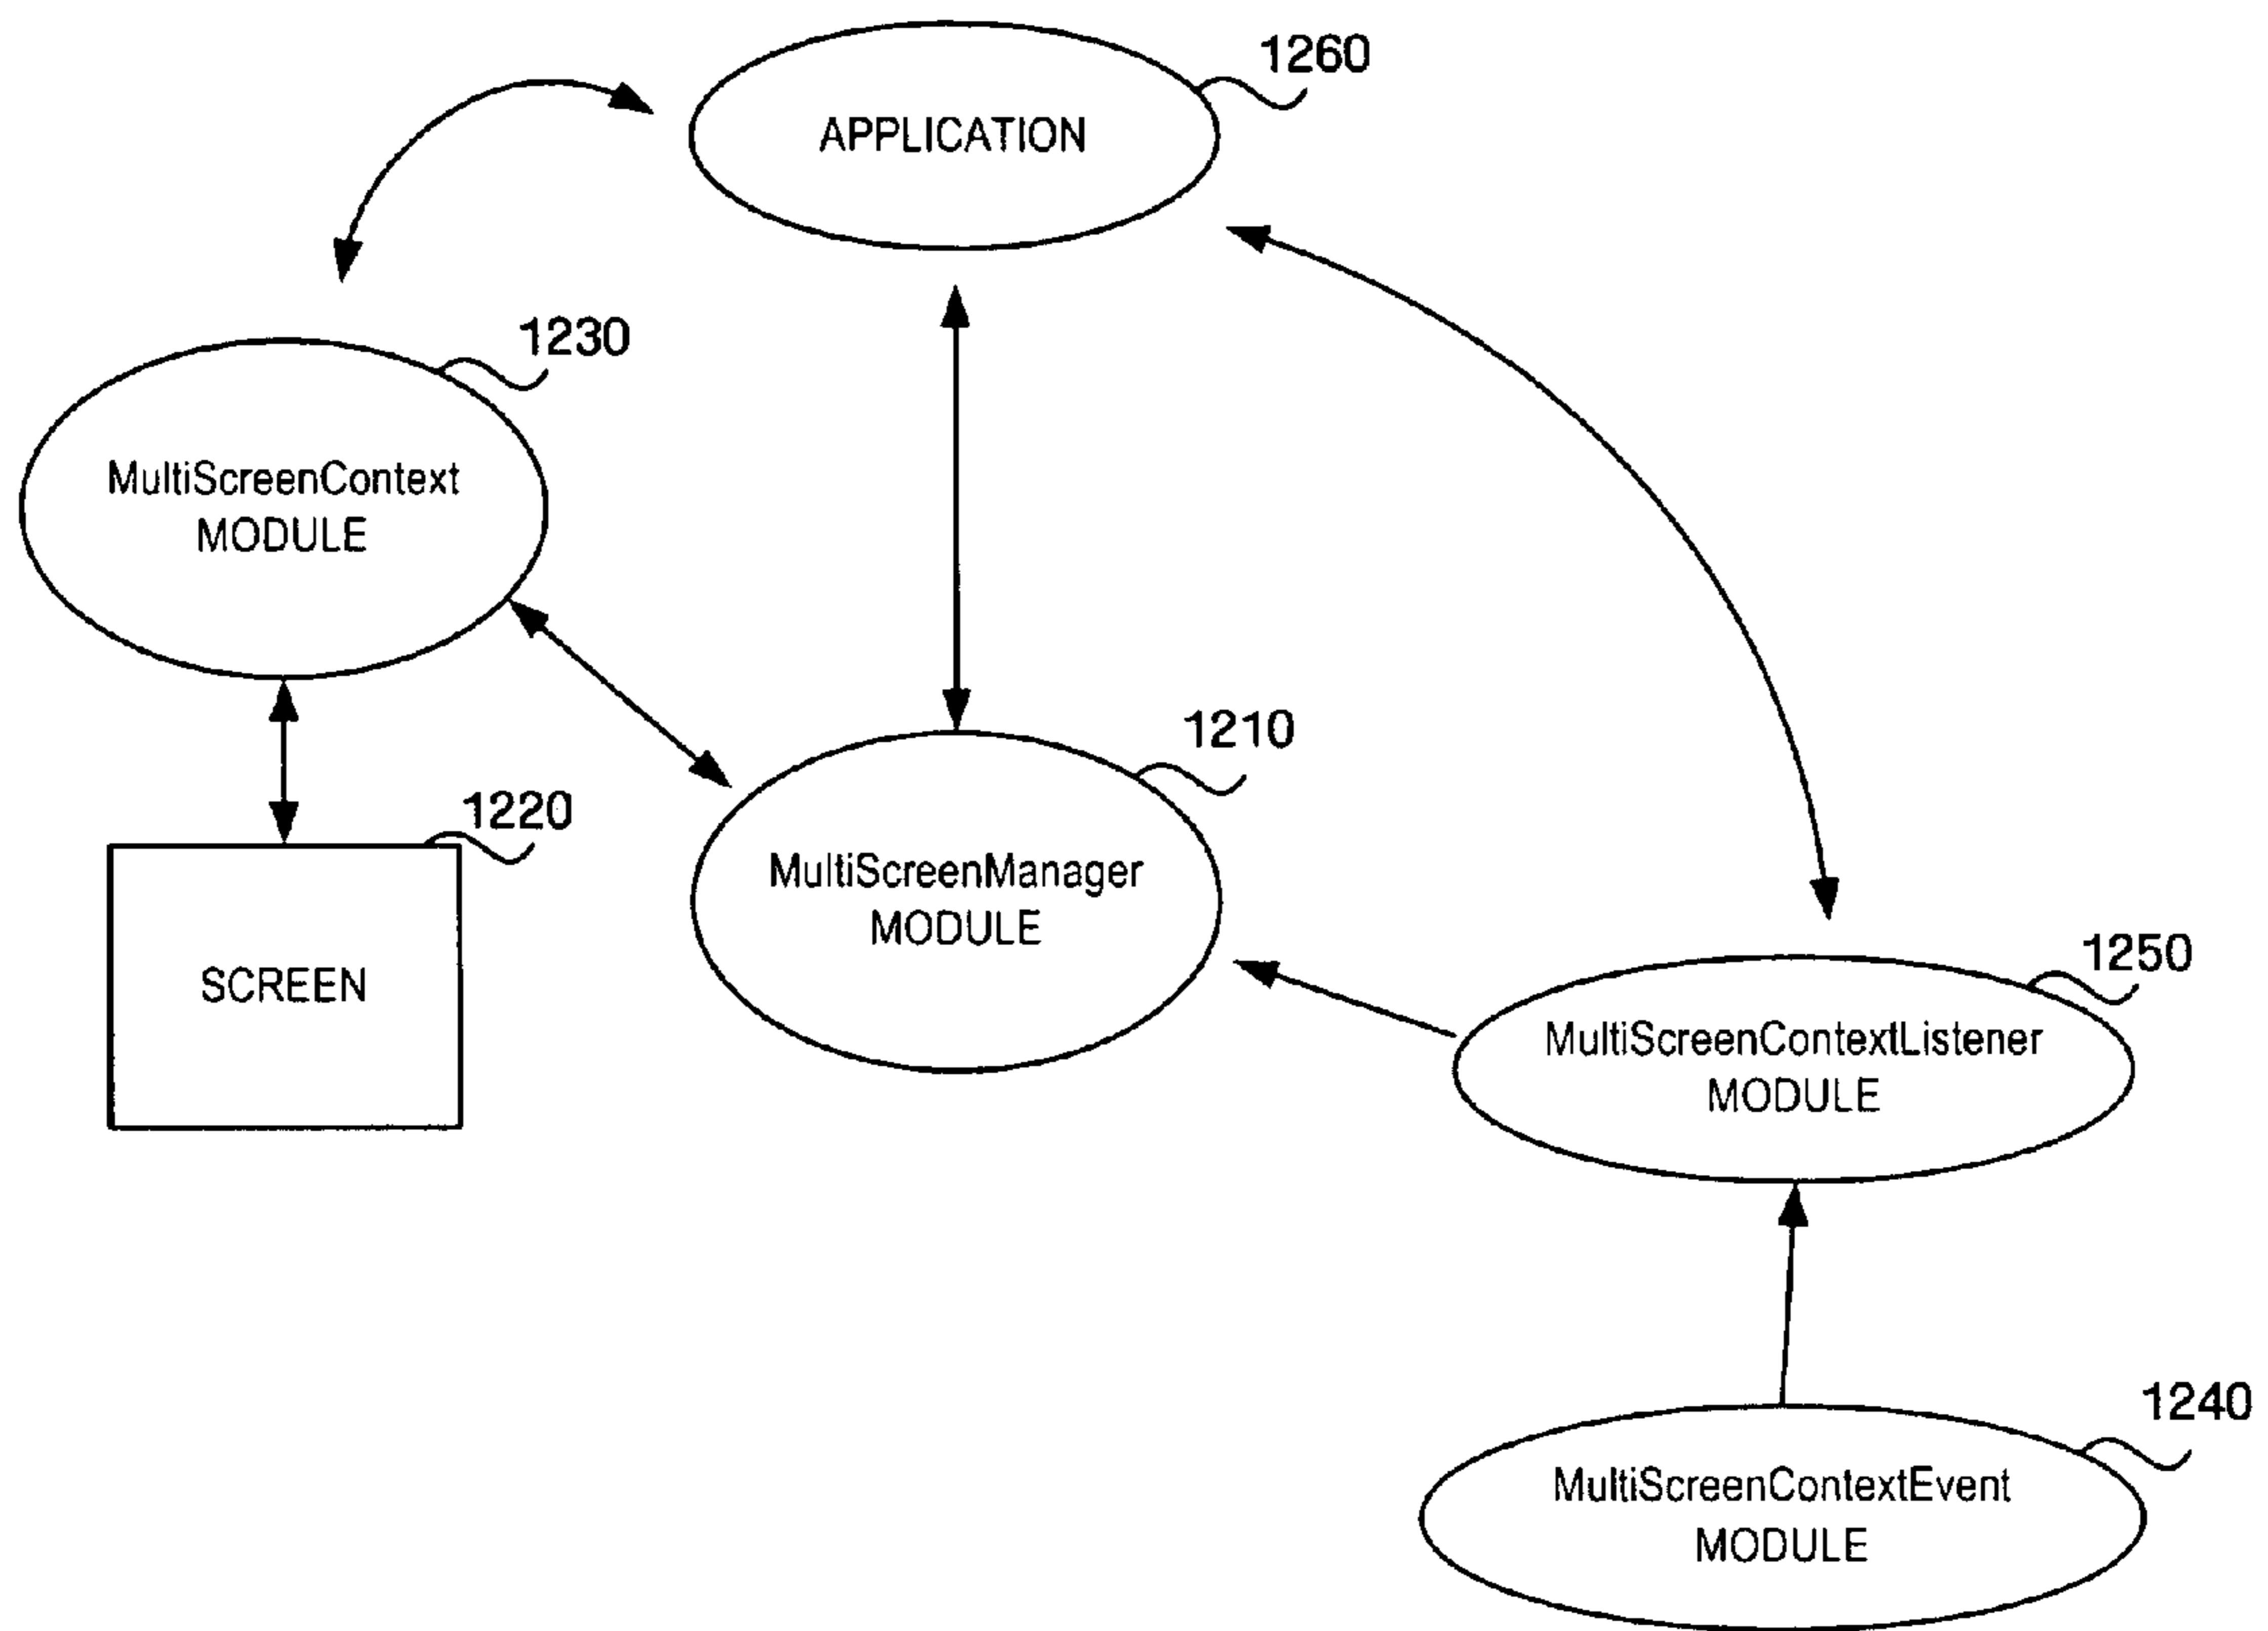 1260
APPLICATION
1230
MultiScreenContext
MODULE
1210
1220
MultiScreenManager
MODULE
SCREEN
1250
MultiScreenContextListener
MODULE
1240
MultiScreenContextEvent
MODULE